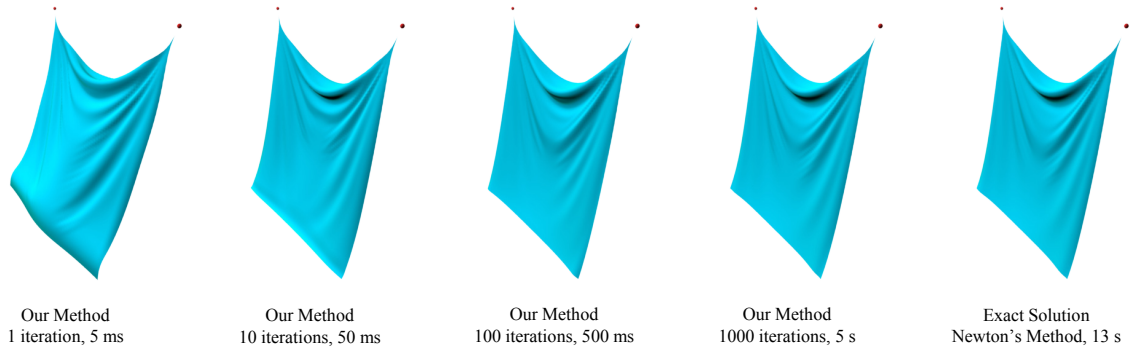 Our Method
1 iteration, 5 ms
Our Method
10 iterations, 50 ms
Our Method
100 iterations, 500 ms
Our Method
1000 iterations, 5 s
Exact Solution
Newton's Method, 13 s